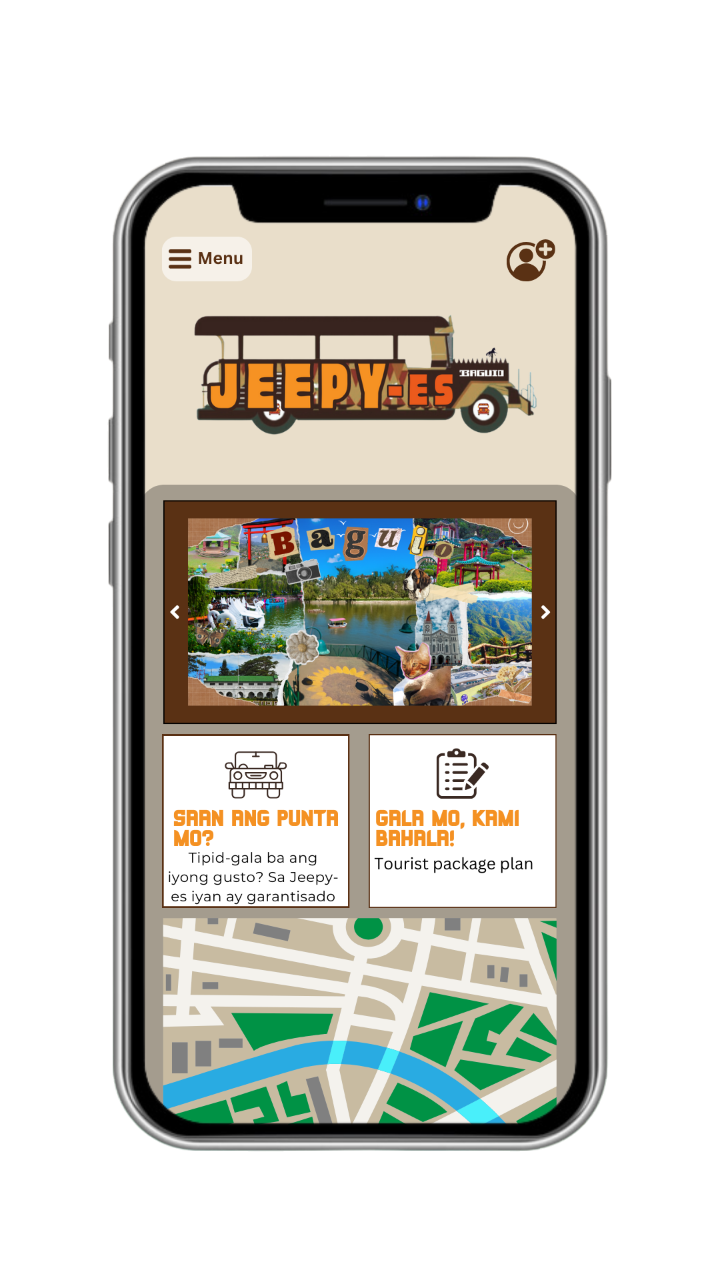 Menu
JEEPY-ES
BAGUIO
Baguio
SAAN ANG PUNTA
MO?
Tipid-gala ba ang
iyong gusto? Sa Jeepy-
es iyan ay garantisado
GALA MO, KAMI
BAHALA!
Tourist package plan